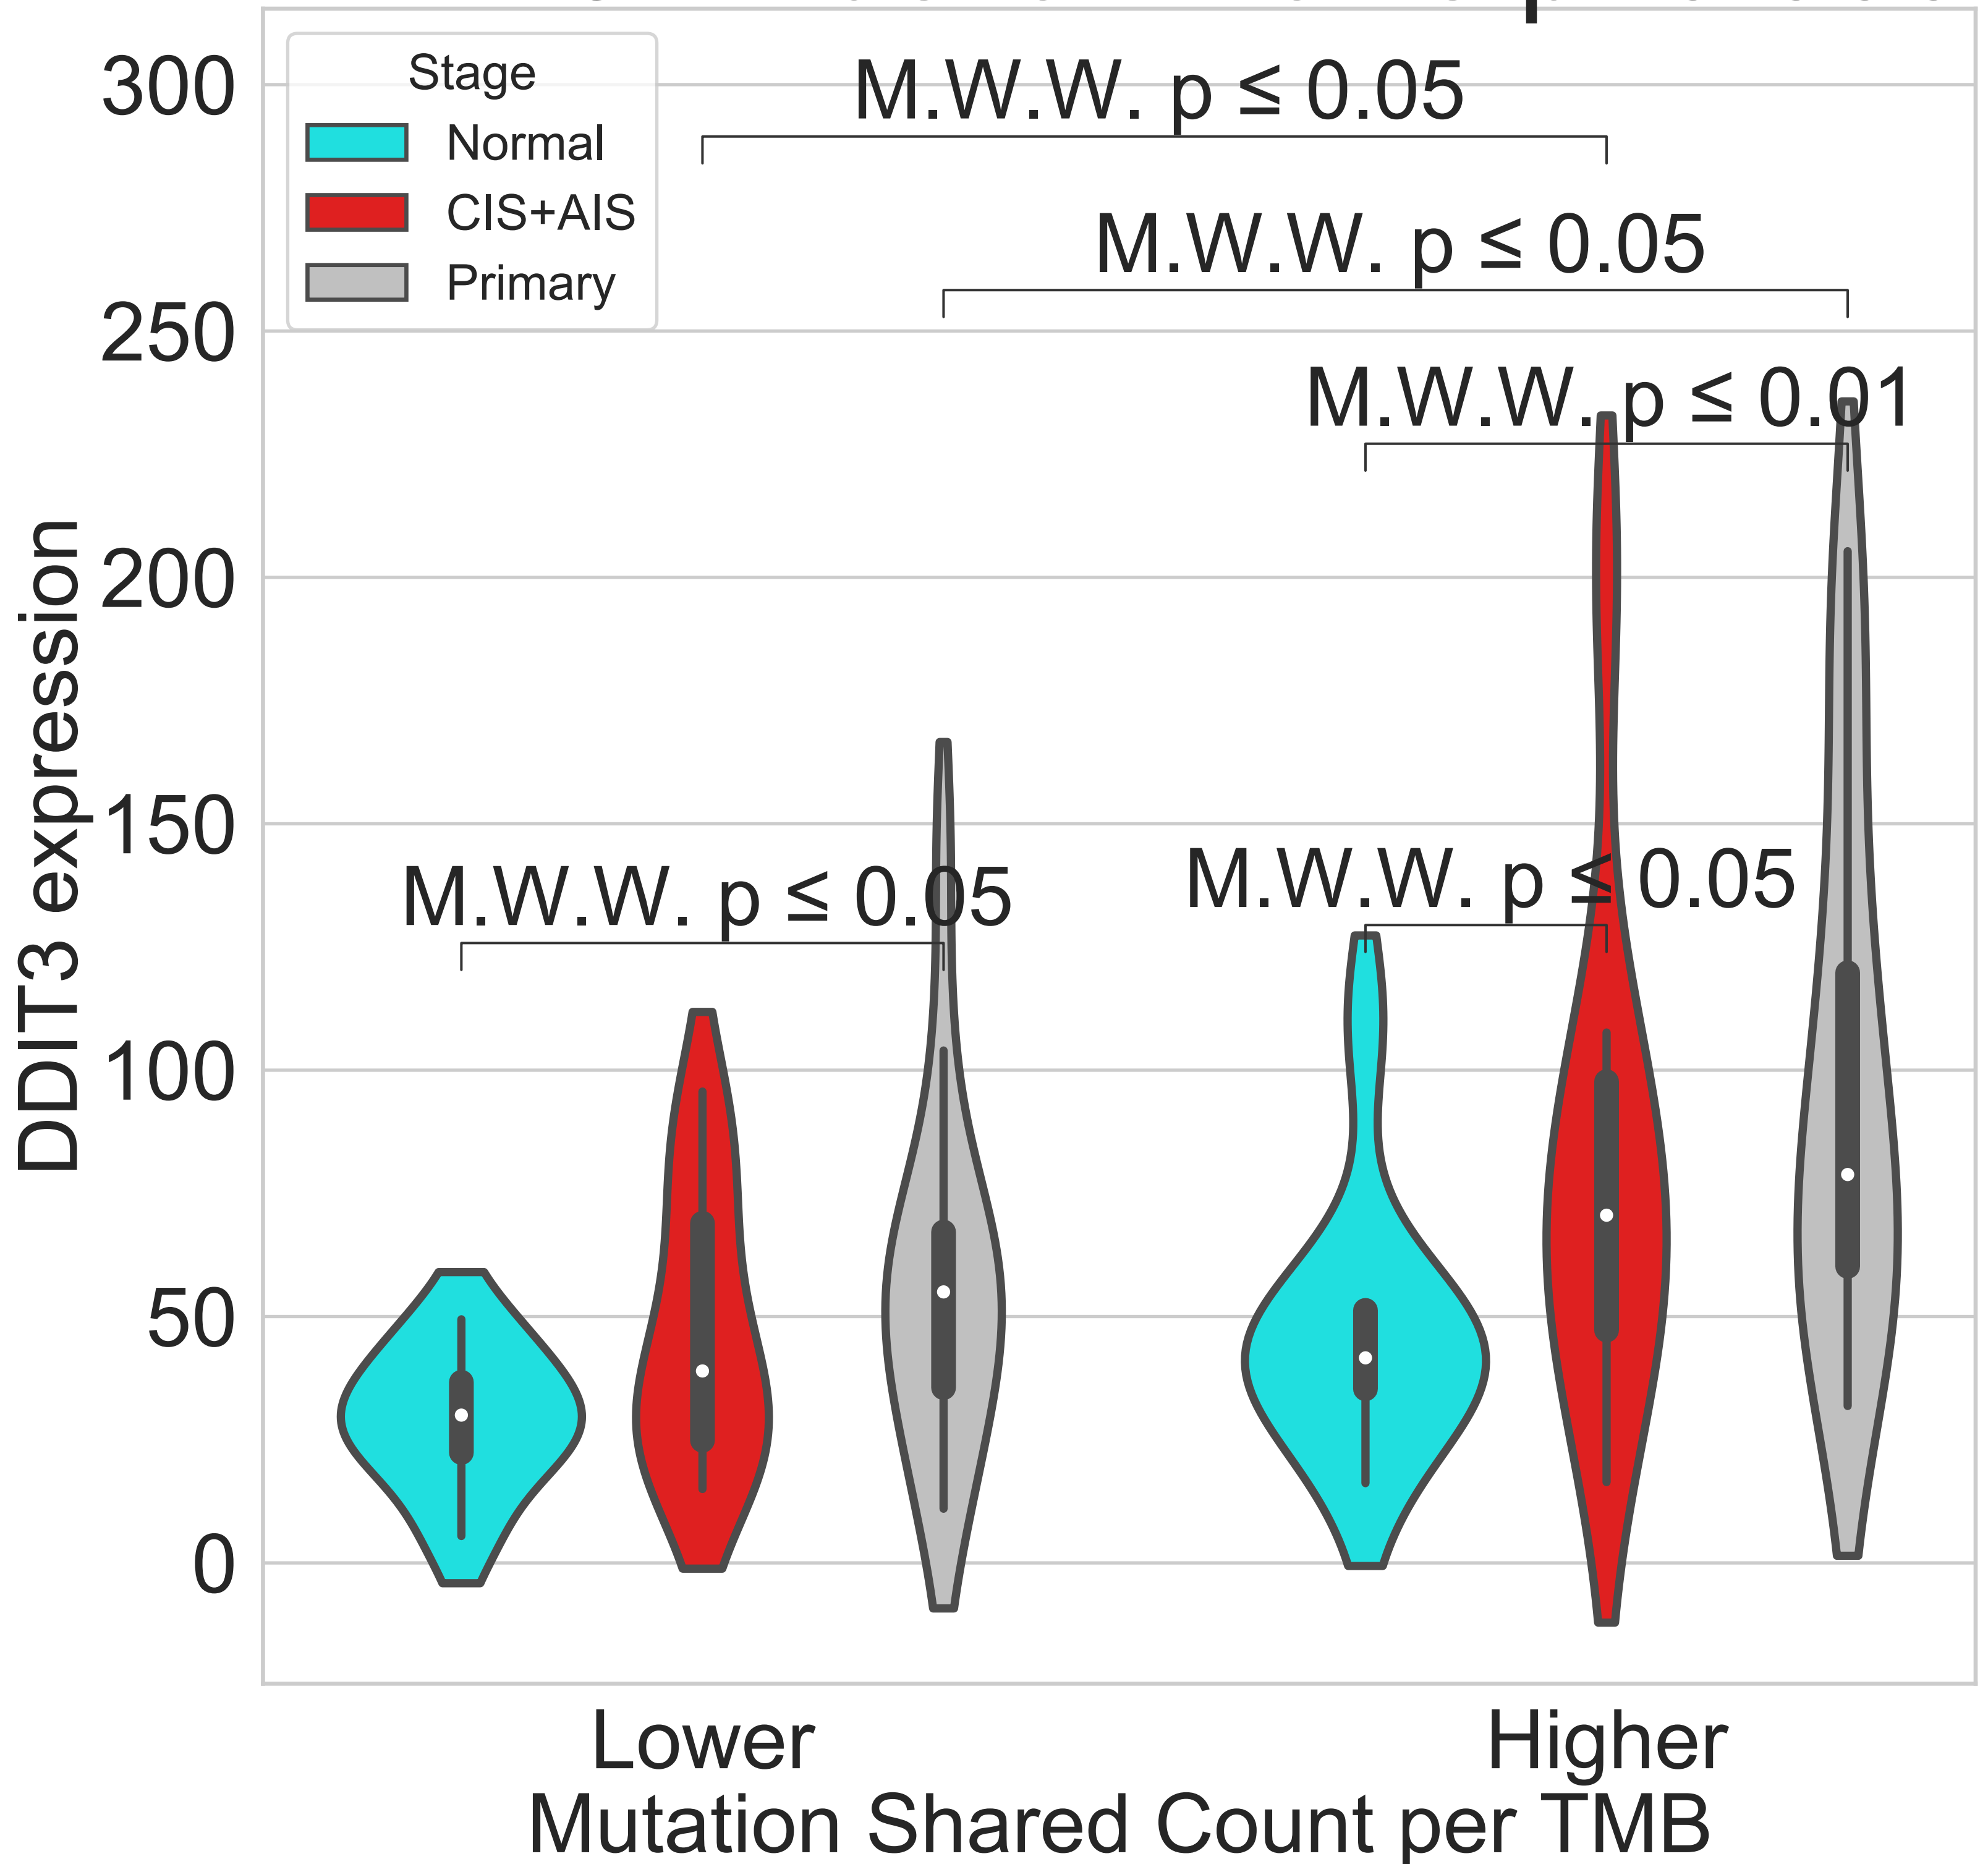 Stage
Normal
CIS+AIS
Primary
M.W.W. p ≤ 0.05
M.W.W. p ≤ 0.05
M.W.W. p ≤ 0.01
M.W.W. p ≤ 0.05
M.W.W. p ≤ 0.05
300
250
200
150
100
50
0
DDIT3 expression
Lower
Higher
Mutation Shared Count per TMB